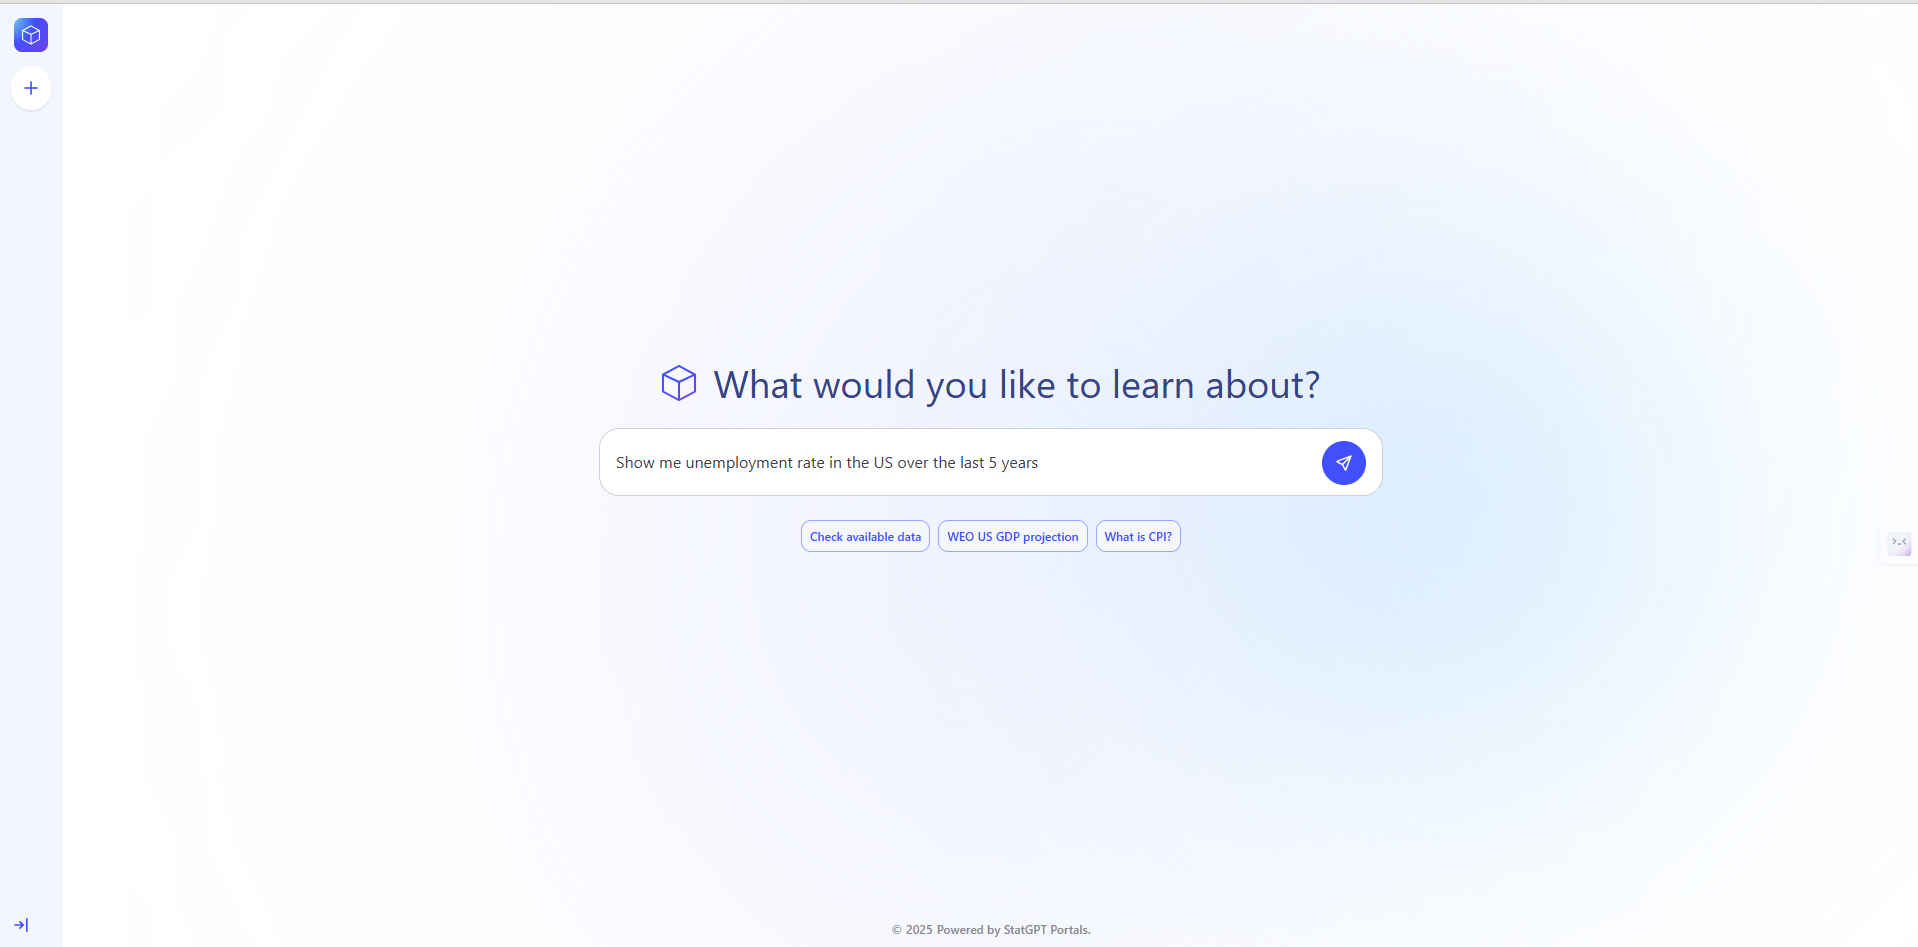 What would you like to learn about?
Show me unemployment rate in the US over the last 5 years
Check available data
WEO US GDP projection
What is CPI?
© 2025 Powered by StatGPT Portals.